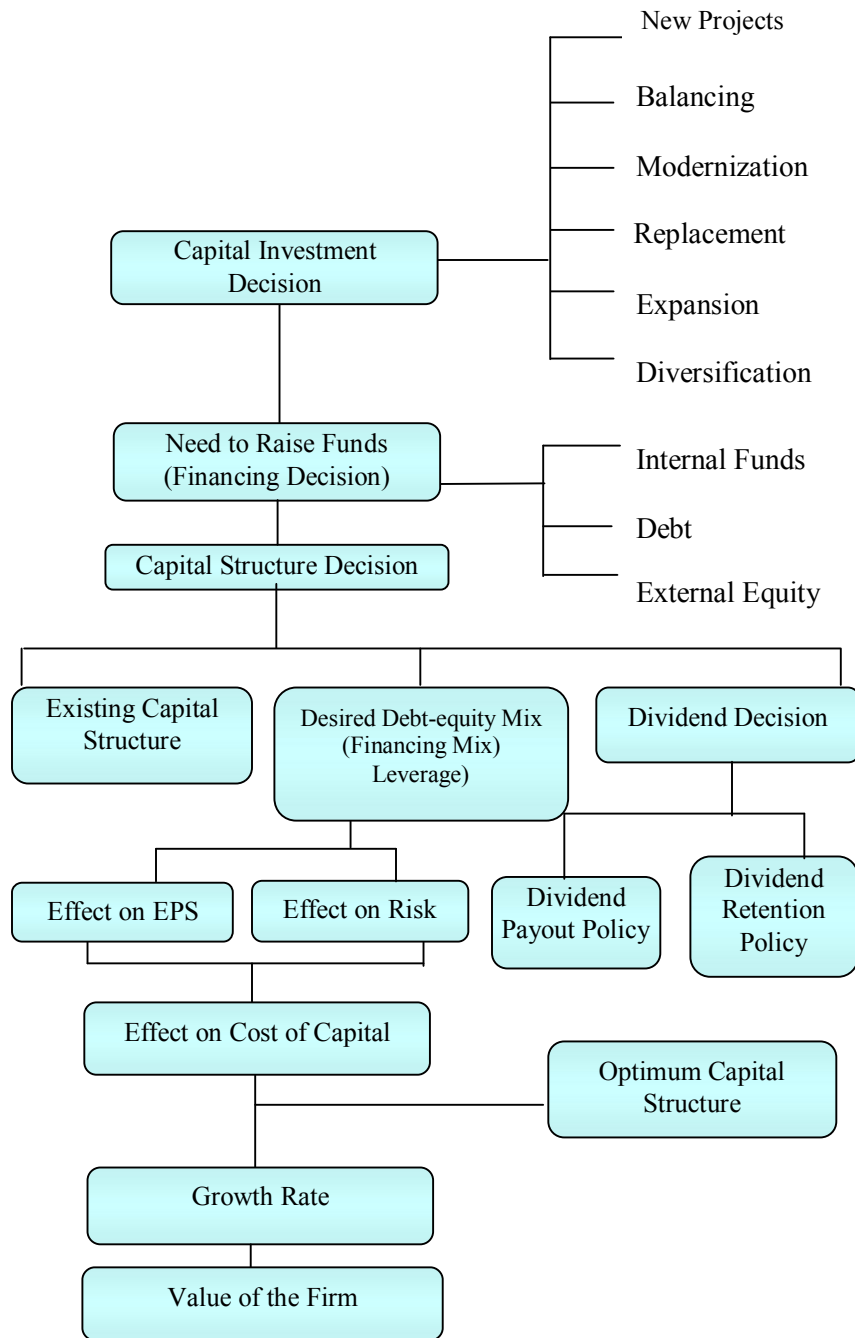 New Projects
Balancing
Modernization
Replacement
Expansion
Diversification
Capital Investment
Decision
Need to Raise Funds
(Financing Decision)
Internal Funds
Debt
External Equity
Capital Structure Decision
Existing Capital
Structure
Desired Debt-equity Mix
(Financing Mix)
Leverage)
Dividend Decision
Effect on EPS
Effect on Risk
Dividend
Payout Policy
Dividend
Retention
Policy
Effect on Cost of Capital
Optimum Capital
Structure
Growth Rate
Value of the Firm